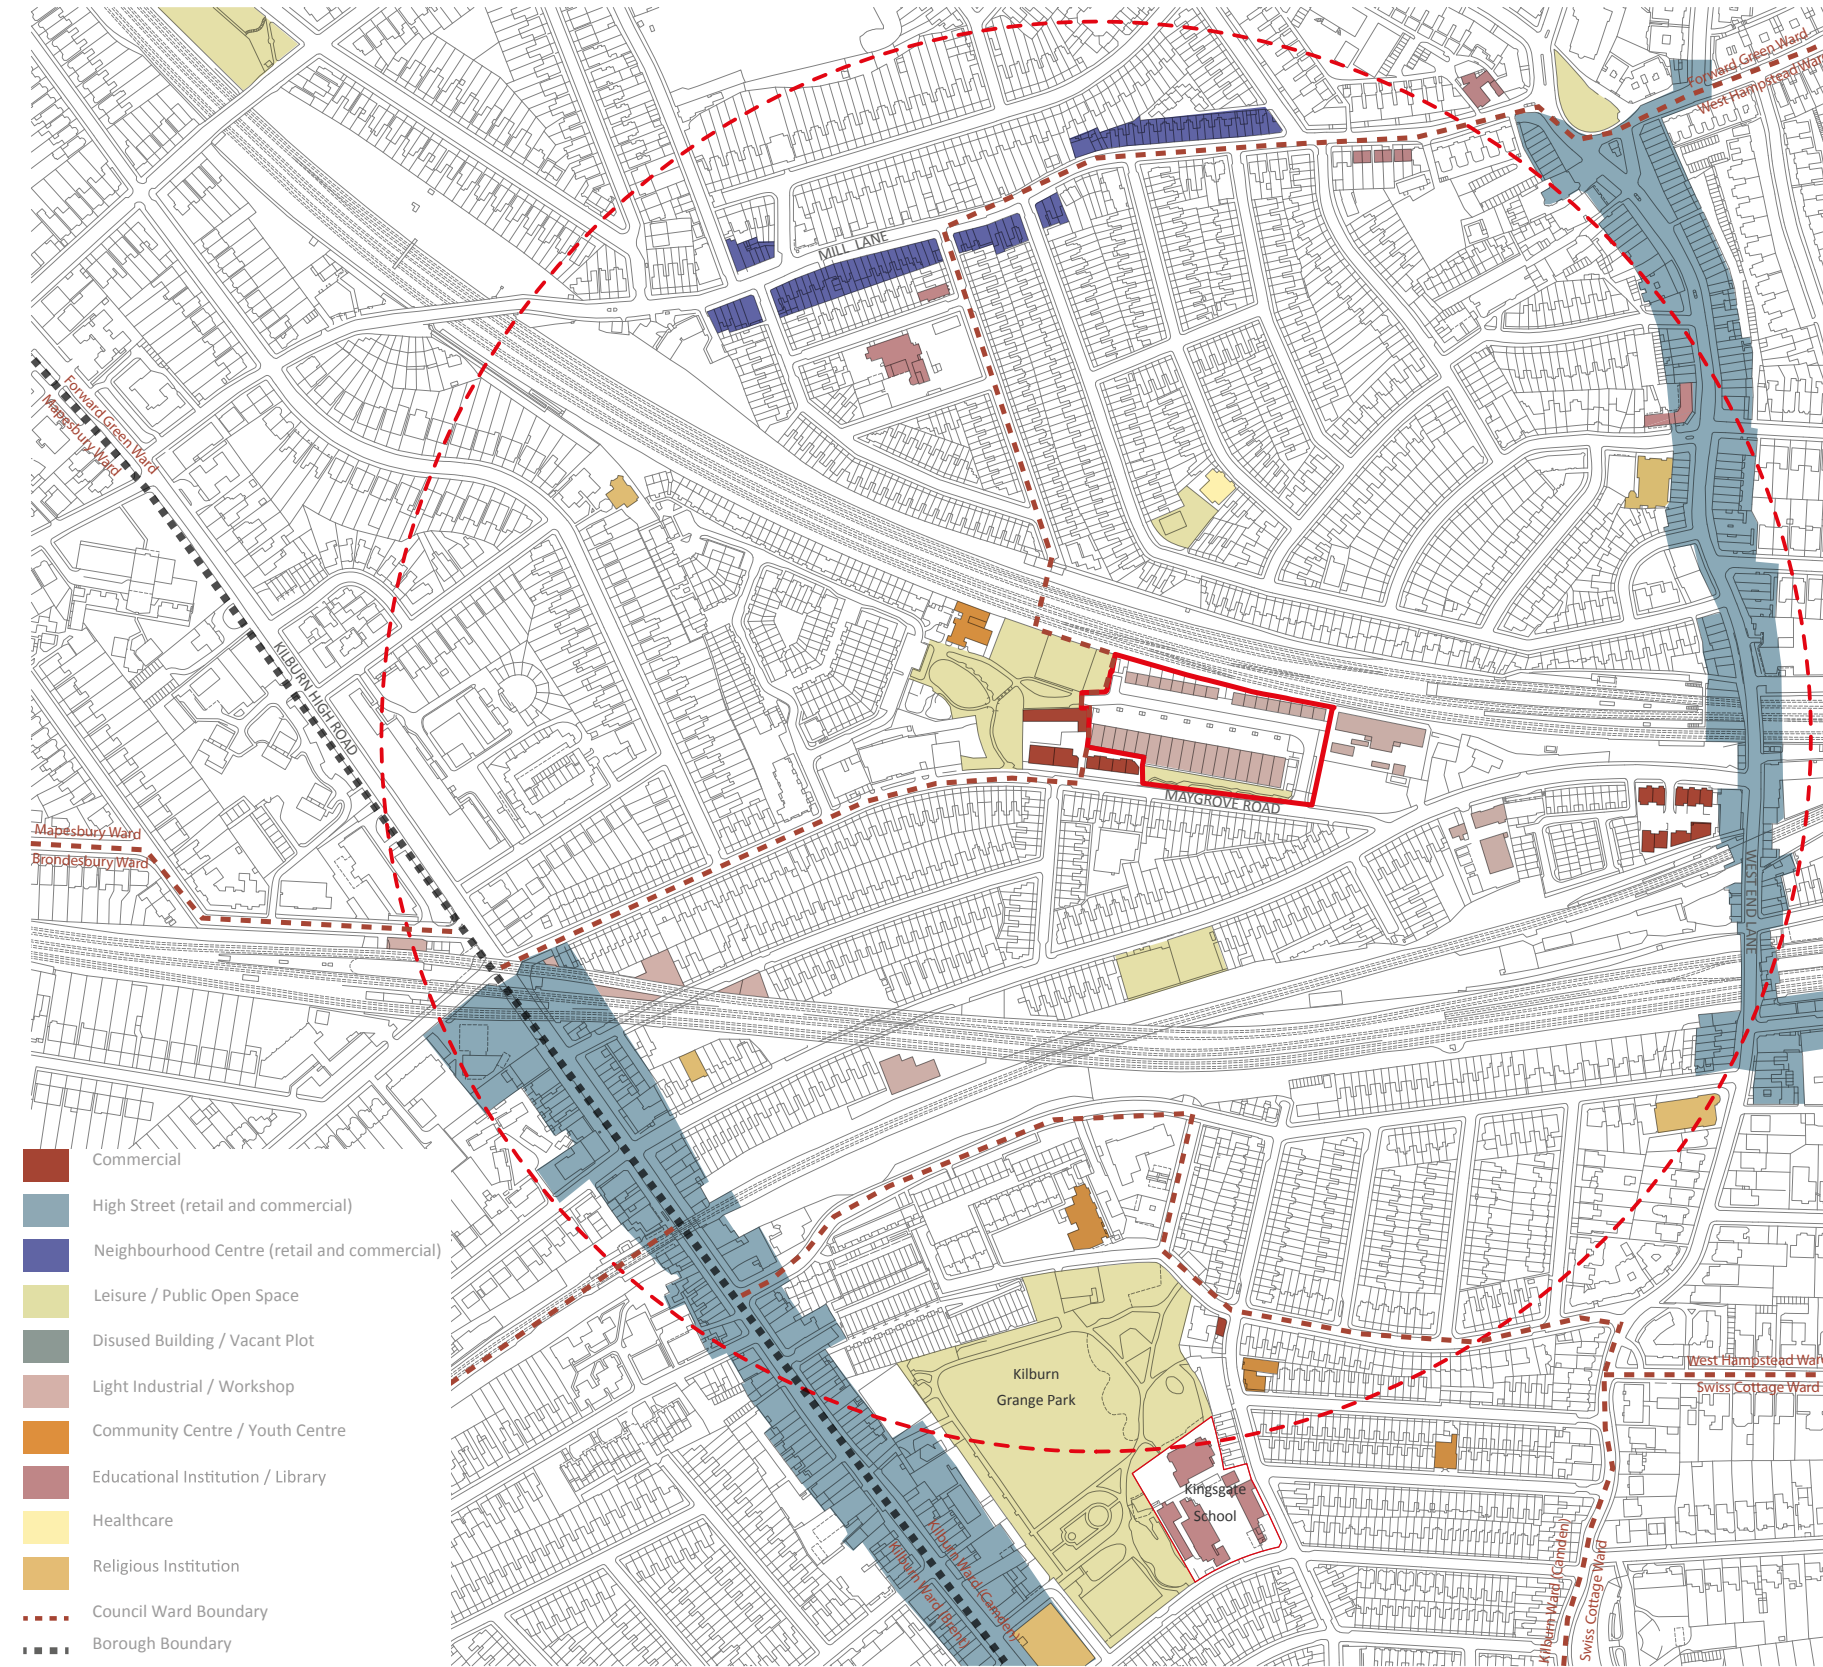 Forward Green Ward
West Hampstead Ward
MILL LANE
Forward Green Ward
Mapesbury Ward
KILBURN HIGH ROAD
MAYGROVE ROAD
Mapesbury Ward
Brondesbury Ward
WEST END LANE
Commercial
High Street (retail and commercial)
Neighbourhood Centre (retail and commercial)
Leisure / Public Open Space
Disused Building / Vacant Plot
Light Industrial / Workshop
Community Centre / Youth Centre
Educational Institution / Library
Healthcare
Religious Institution
Council Ward Boundary
Borough Boundary
Kilburn
Grange Park
West Hampstead War
Swiss Cottage Ward
Kingsgate
School
Kilburn Ward (Camden)
Kilburn Ward (Brent)
Kilburn Ward (Camden)
Swiss Cottage Ward